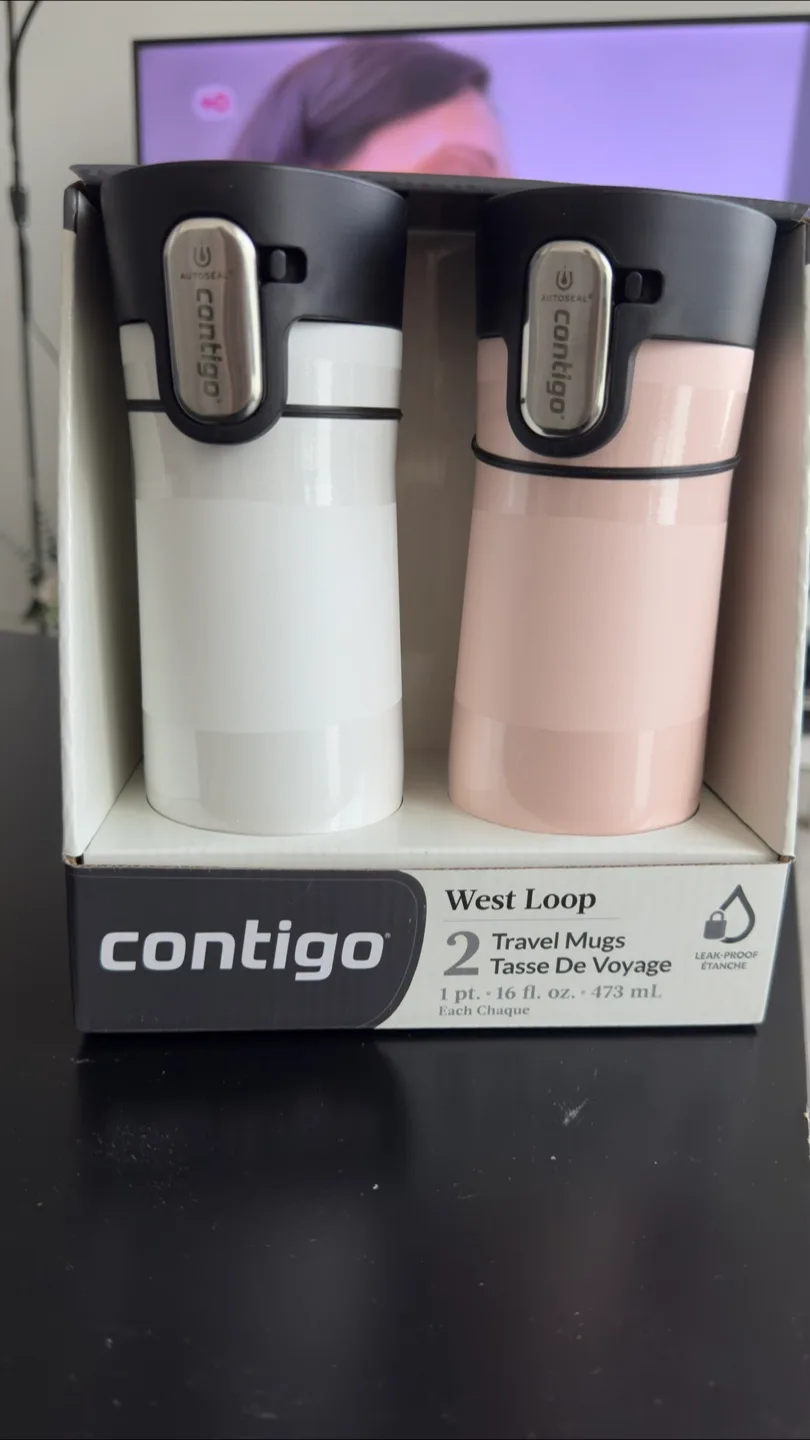 AUTOSEAL®
contigo®
AUTOSEAL®
contigo®
contigo®
West Loop
2 Travel Mugs
Tasse De Voyage
1 pt. • 16 fl. oz. • 473 mL
Each Chaque
LEAK-PROOF
ÉTANCHE